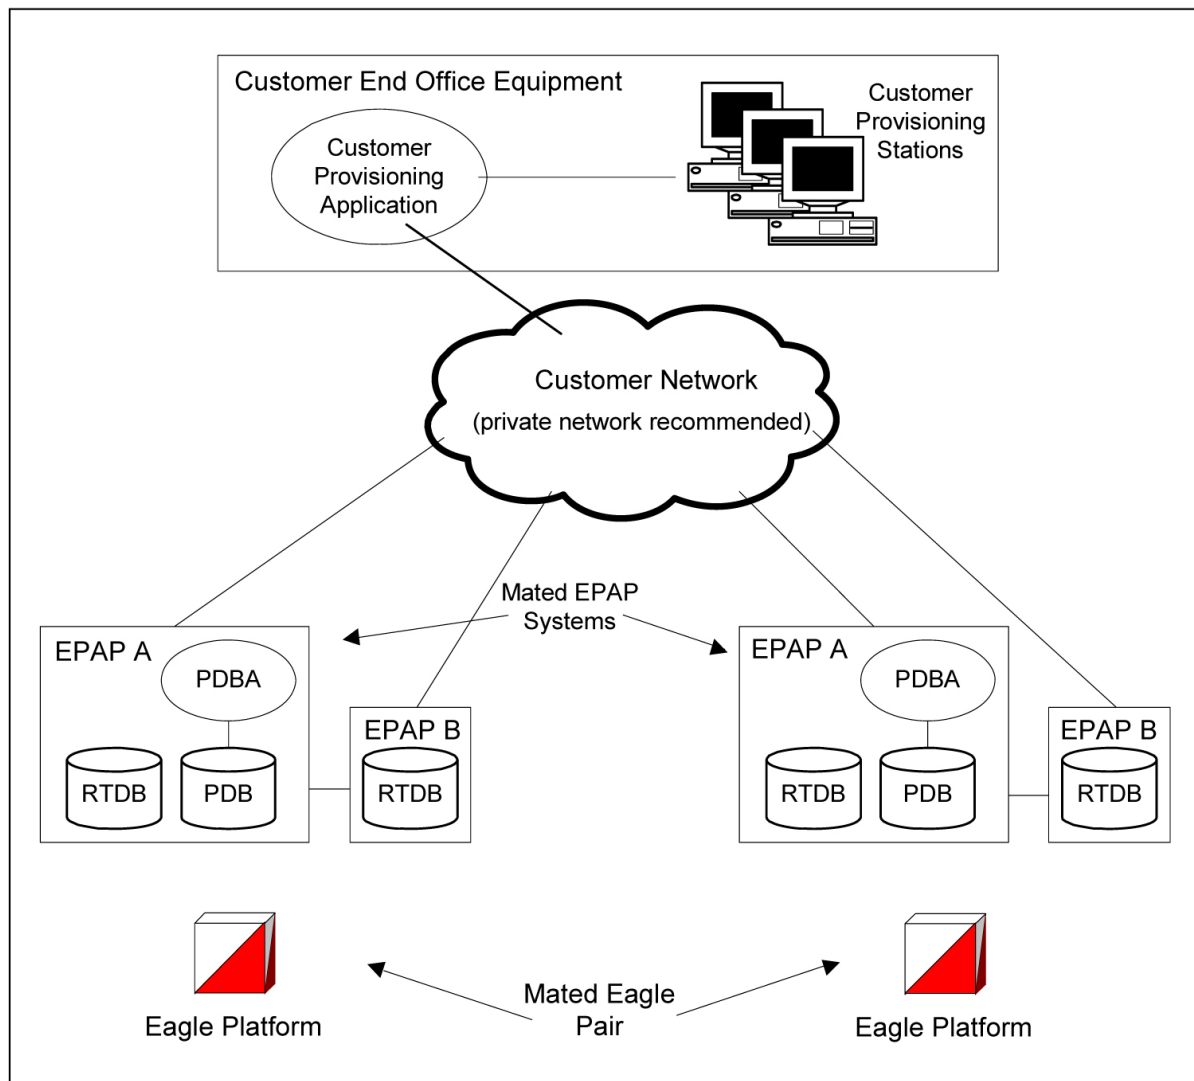 Customer End Office Equipment
Customer
Provisioning
Application
Customer
Provisioning
Stations
Customer Network
(private network recommended)
Mated EPAP
Systems
EPAP A
PDBA
RTDB
PDB
EPAP B
RTDB
EPAP A
PDBA
RTDB
PDB
EPAP B
RTDB
Mated Eagle
Pair
Eagle Platform
Eagle Platform